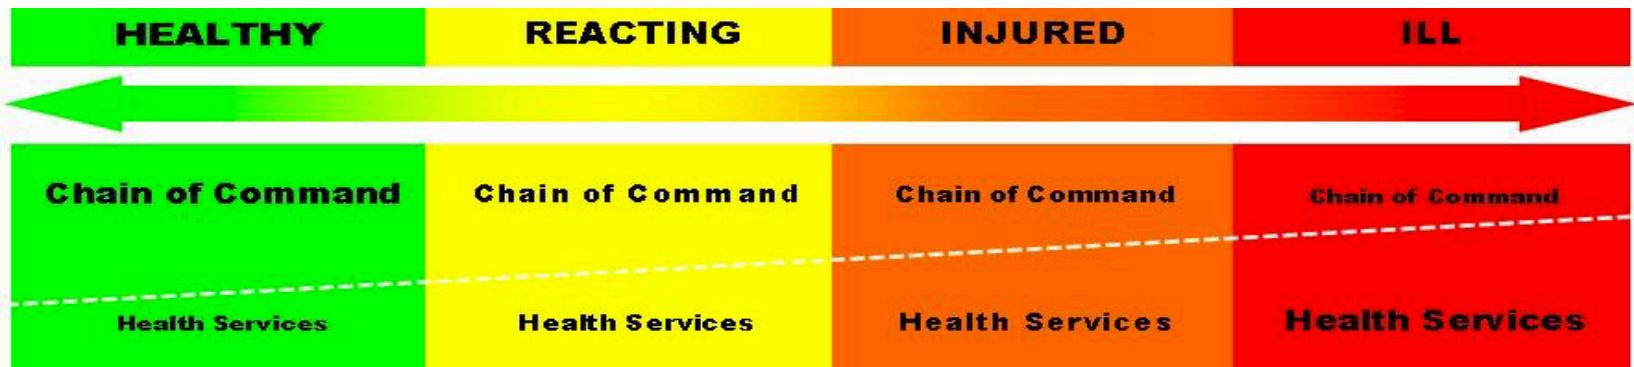 HEALTHY REACTING INJURED ILL
Chain of Command Chain of Command Chain of Command Chain of Command
Health Services Health Services Health Services Health Services